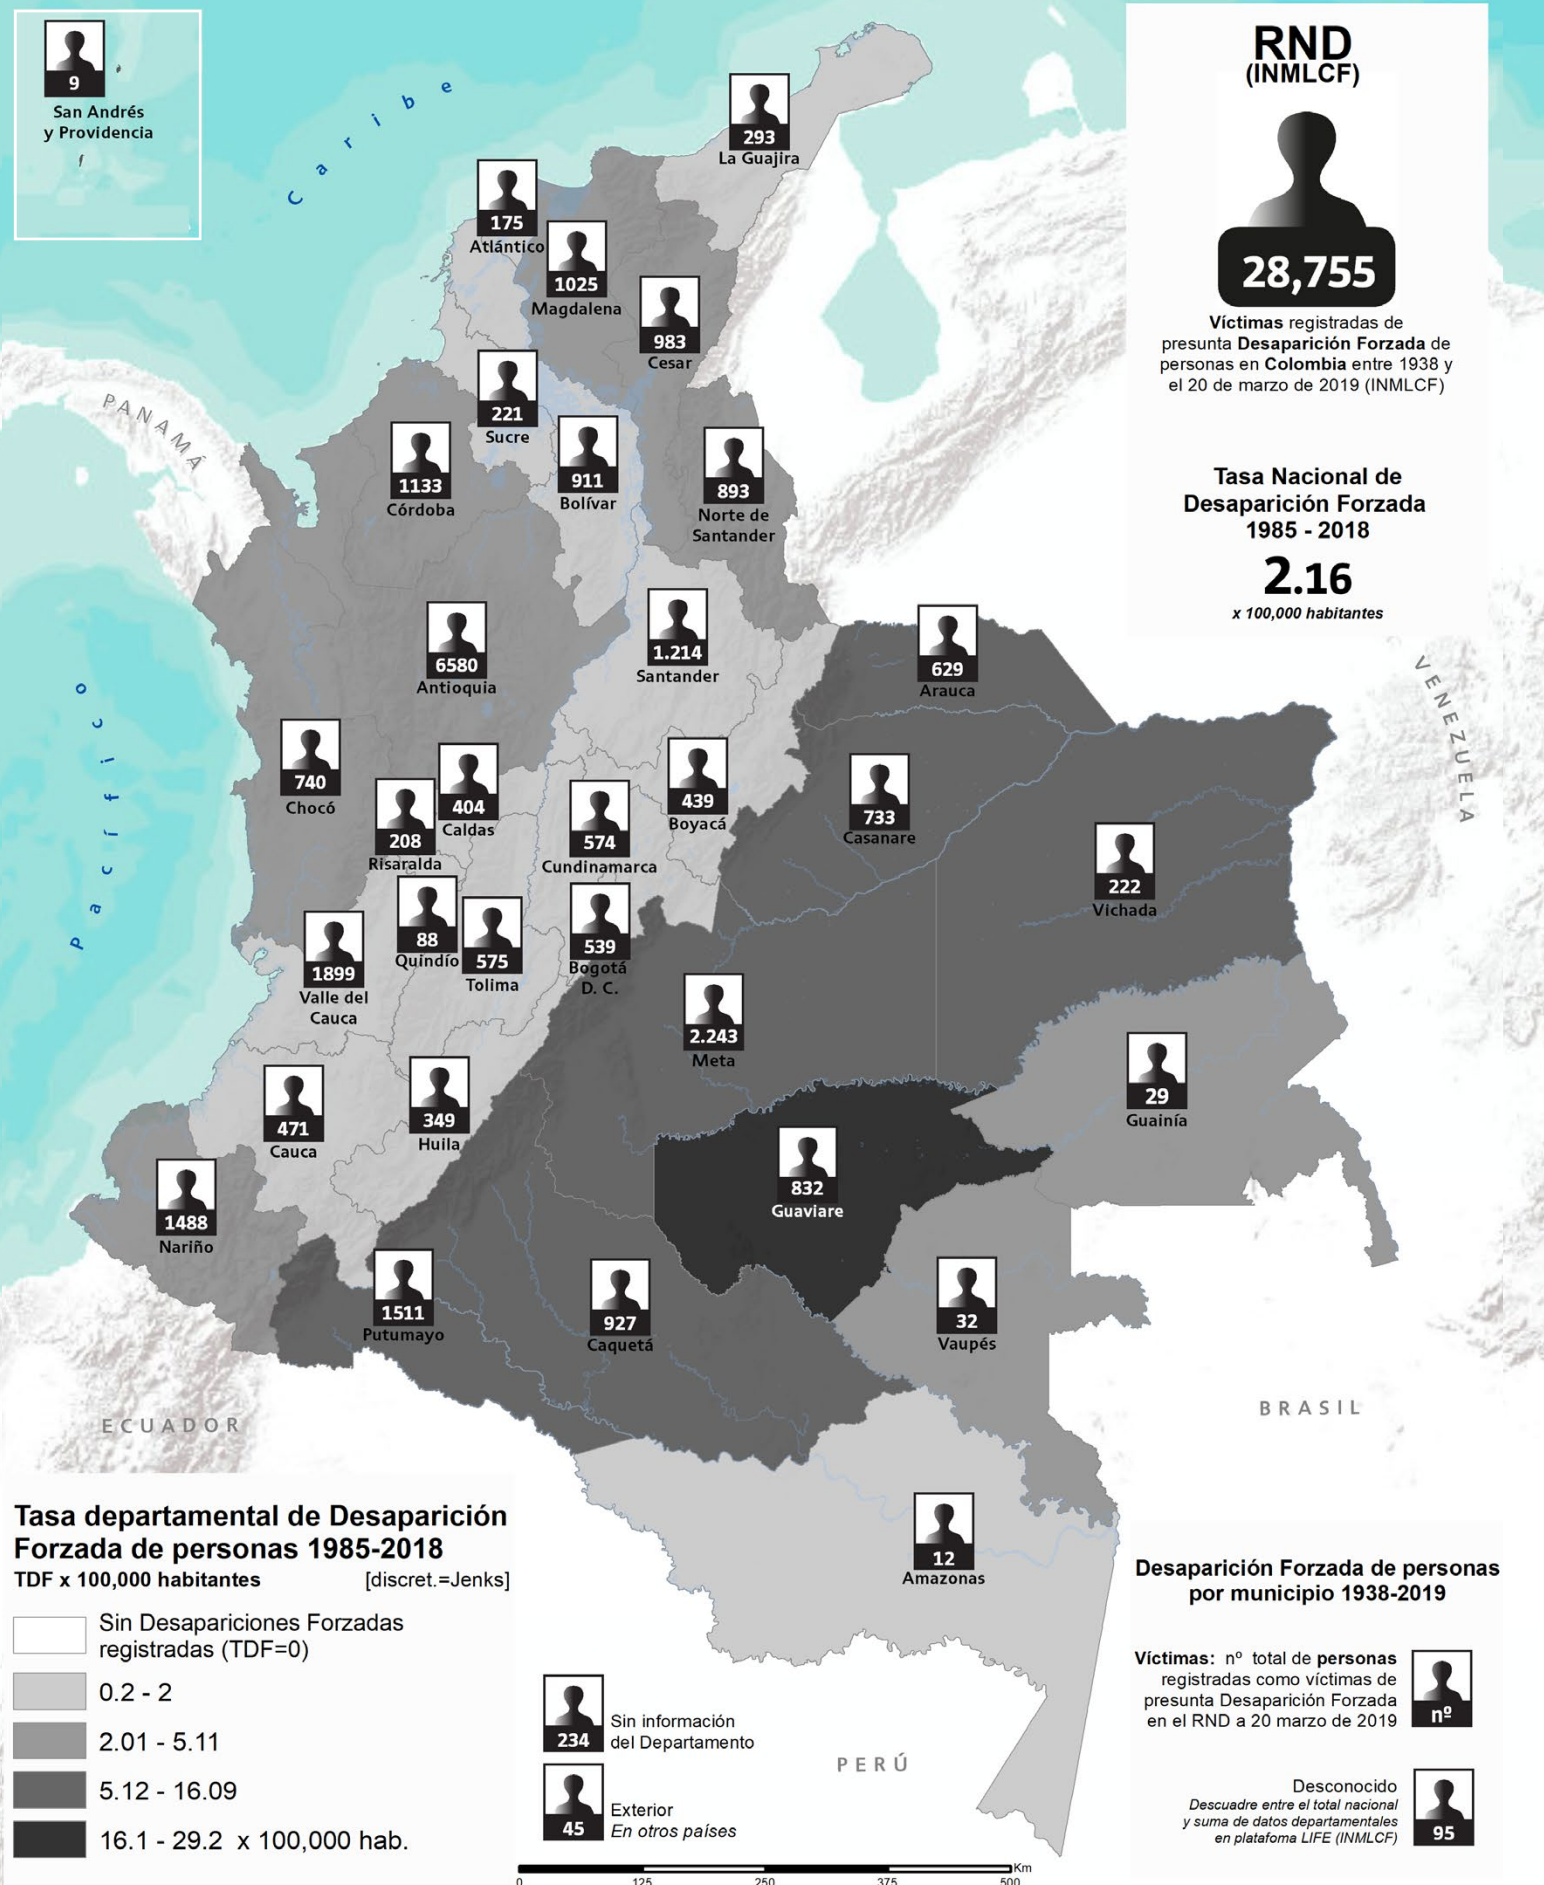 9
San Andrés
y Providencia
Caribe
293
La Guajira
175
Atlántico
1025
Magdalena
983
Cesar
221
Sucre
1133
Córdoba
911
Bolívar
893
Norte de
Santander
PANAMÁ
RND
(INMLCF)
28,755
Víctimas registradas de
presunta Desaparición Forzada de
personas en Colombia entre 1938 y
el 20 de marzo de 2019 (INMLCF)
Tasa Nacional de
Desaparición Forzada
1985 - 2018
2.16
x 100,000 habitantes
6580
Antioquia
1.214
Santander
629
Arauca
VENEZUELA
Pacífico
740
Chocó
404
Caldas
208
Risaralda
574
Cundinamarca
439
Boyacá
733
Casanare
222
Vichada
88
Quindío
575
Tolima
539
Bogotá
D. C.
1899
Valle del
Cauca
2.243
Meta
29
Guainía
471
Cauca
349
Huila
832
Guaviare
1488
Nariño
1511
Putumayo
927
Caquetá
32
Vaupés
ECUADOR
BRASIL
12
Amazonas
PERÚ
Tasa departamental de Desaparición
Forzada de personas 1985-2018
TDF x 100,000 habitantes [discret.=Jenks]
Sin Desapariciones Forzadas
registradas (TDF=0)
0.2 - 2
2.01 - 5.11
5.12 - 16.09
16.1 - 29.2 x 100,000 hab.
234
Sin información
del Departamento
45
Exterior
En otros países
Km
0 125 250 375 500
Desaparición Forzada de personas
por municipio 1938-2019
Víctimas: nº total de personas
registradas como víctimas de
presunta Desaparición Forzada
en el RND a 20 marzo de 2019
nº
Desconocido
Descuadre entre el total nacional
y suma de datos departamentales
en platafoma LIFE (INMLCF)
95